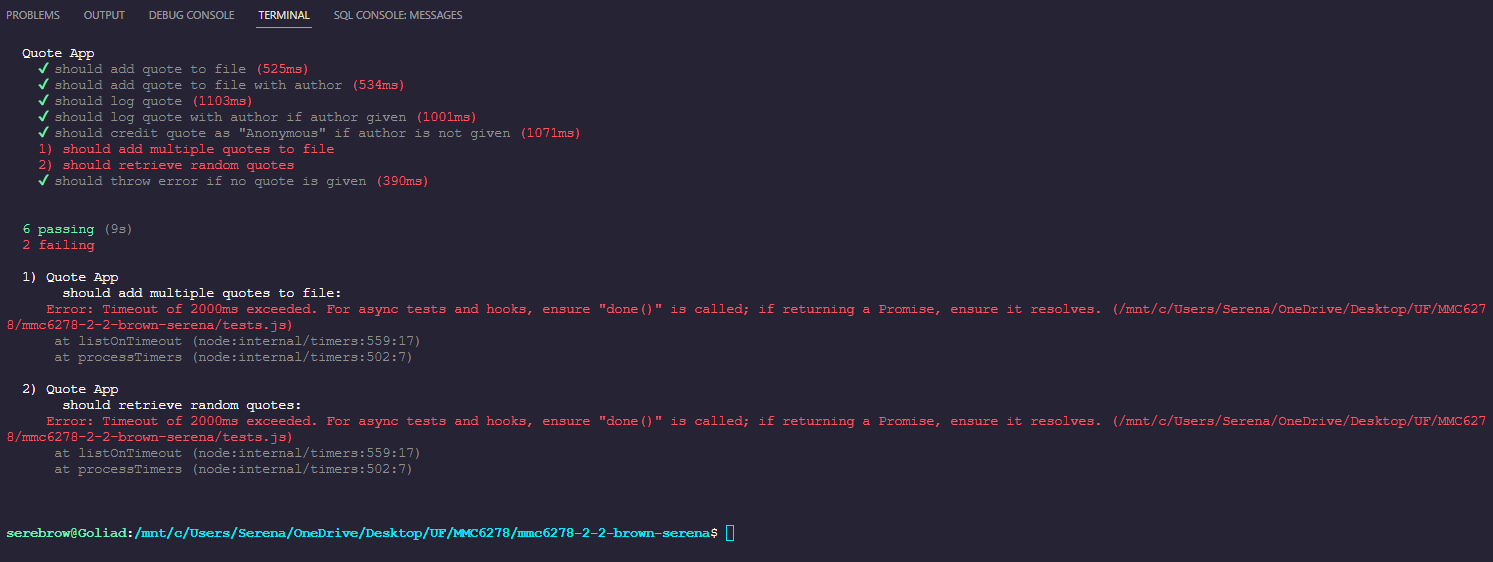 PROBLEMS OUTPUT DEBUG CONSOLE TERMINAL SQL CONSOLE: MESSAGES
Quote App
✓ should add quote to file (525ms)
✓ should add quote to file with author (534ms)
✓ should log quote (1103ms)
✓ should log quote with author if author given (1001ms)
✓ should credit quote as "Anonymous" if author is not given (1071ms)
1) should add multiple quotes to file
2) should retrieve random quotes
✓ should throw error if no quote is given (390ms)
6 passing (9s)
2 failing
1) Quote App
should add multiple quotes to file:
Error: Timeout of 2000ms exceeded. For async tests and hooks, ensure "done()" is called; if returning a Promise, ensure it resolves. (/mnt/c/Users/Serena/OneDrive/Desktop/UF/MMC627
8/mmc6278-2-2-brown-serena/tests.js)
at listOnTimeout (node:internal/timers:559:17)
at processTimers (node:internal/timers:502:7)
2) Quote App
should retrieve random quotes:
Error: Timeout of 2000ms exceeded. For async tests and hooks, ensure "done()" is called; if returning a Promise, ensure it resolves. (/mnt/c/Users/Serena/OneDrive/Desktop/UF/MMC627
8/mmc6278-2-2-brown-serena/tests.js)
at listOnTimeout (node:internal/timers:559:17)
at processTimers (node:internal/timers:502:7)
serebrow@Goliad:/mnt/c/Users/Serena/OneDrive/Desktop/UF/MMC6278/mmc6278-2-2-brown-serena$